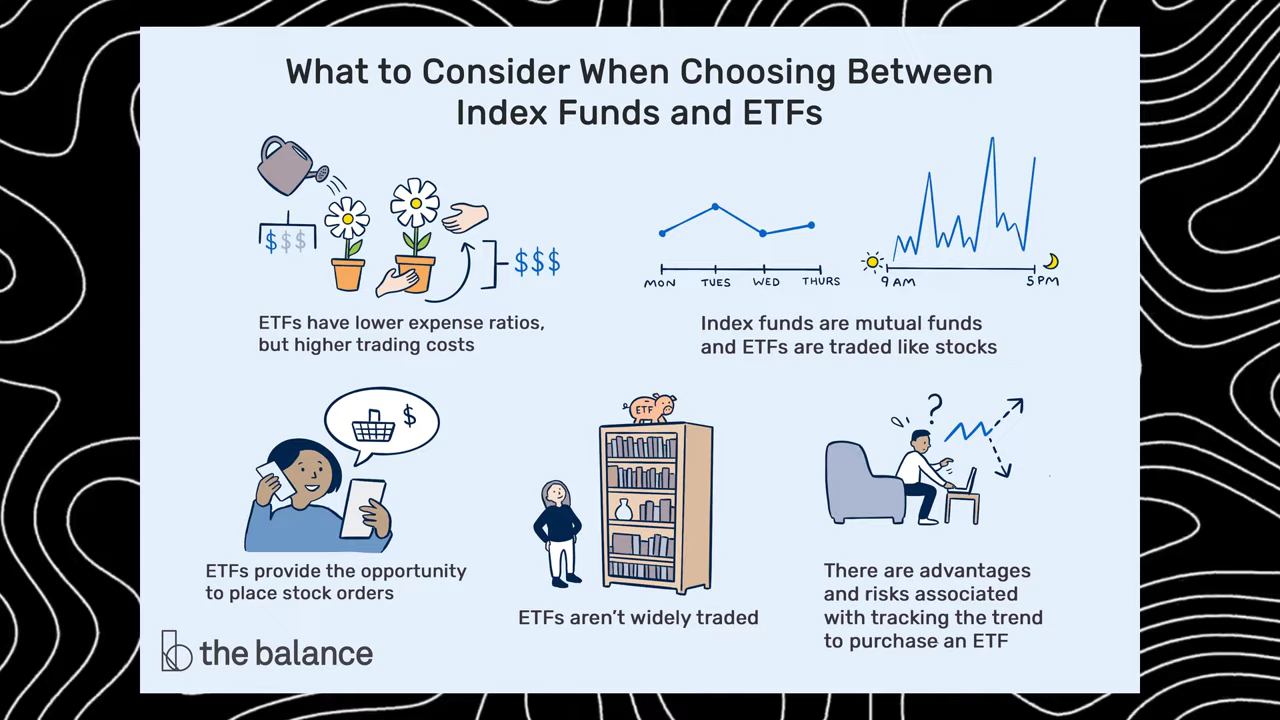 What to Consider When Choosing Between
Index Funds and ETFs
$$$
$$$
MON TUES WED THURS
9 AM 5 PM
ETFs have lower expense ratios,
but higher trading costs
Index funds are mutual funds
and ETFs are traded like stocks
$
?
ETF
ETFs provide the opportunity
to place stock orders
ETFs aren't widely traded
There are advantages
and risks associated
with tracking the trend
to purchase an ETF
the balance